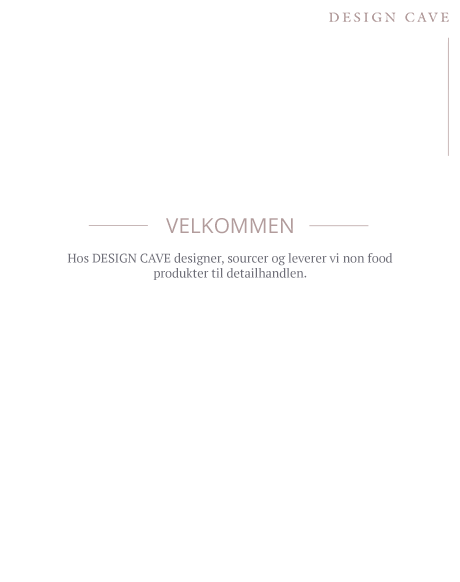 DESIGN CAVE
VELKOMMEN
Hos DESIGN CAVE designer, sourcer og leverer vi non food
produkter til detailhandlen.